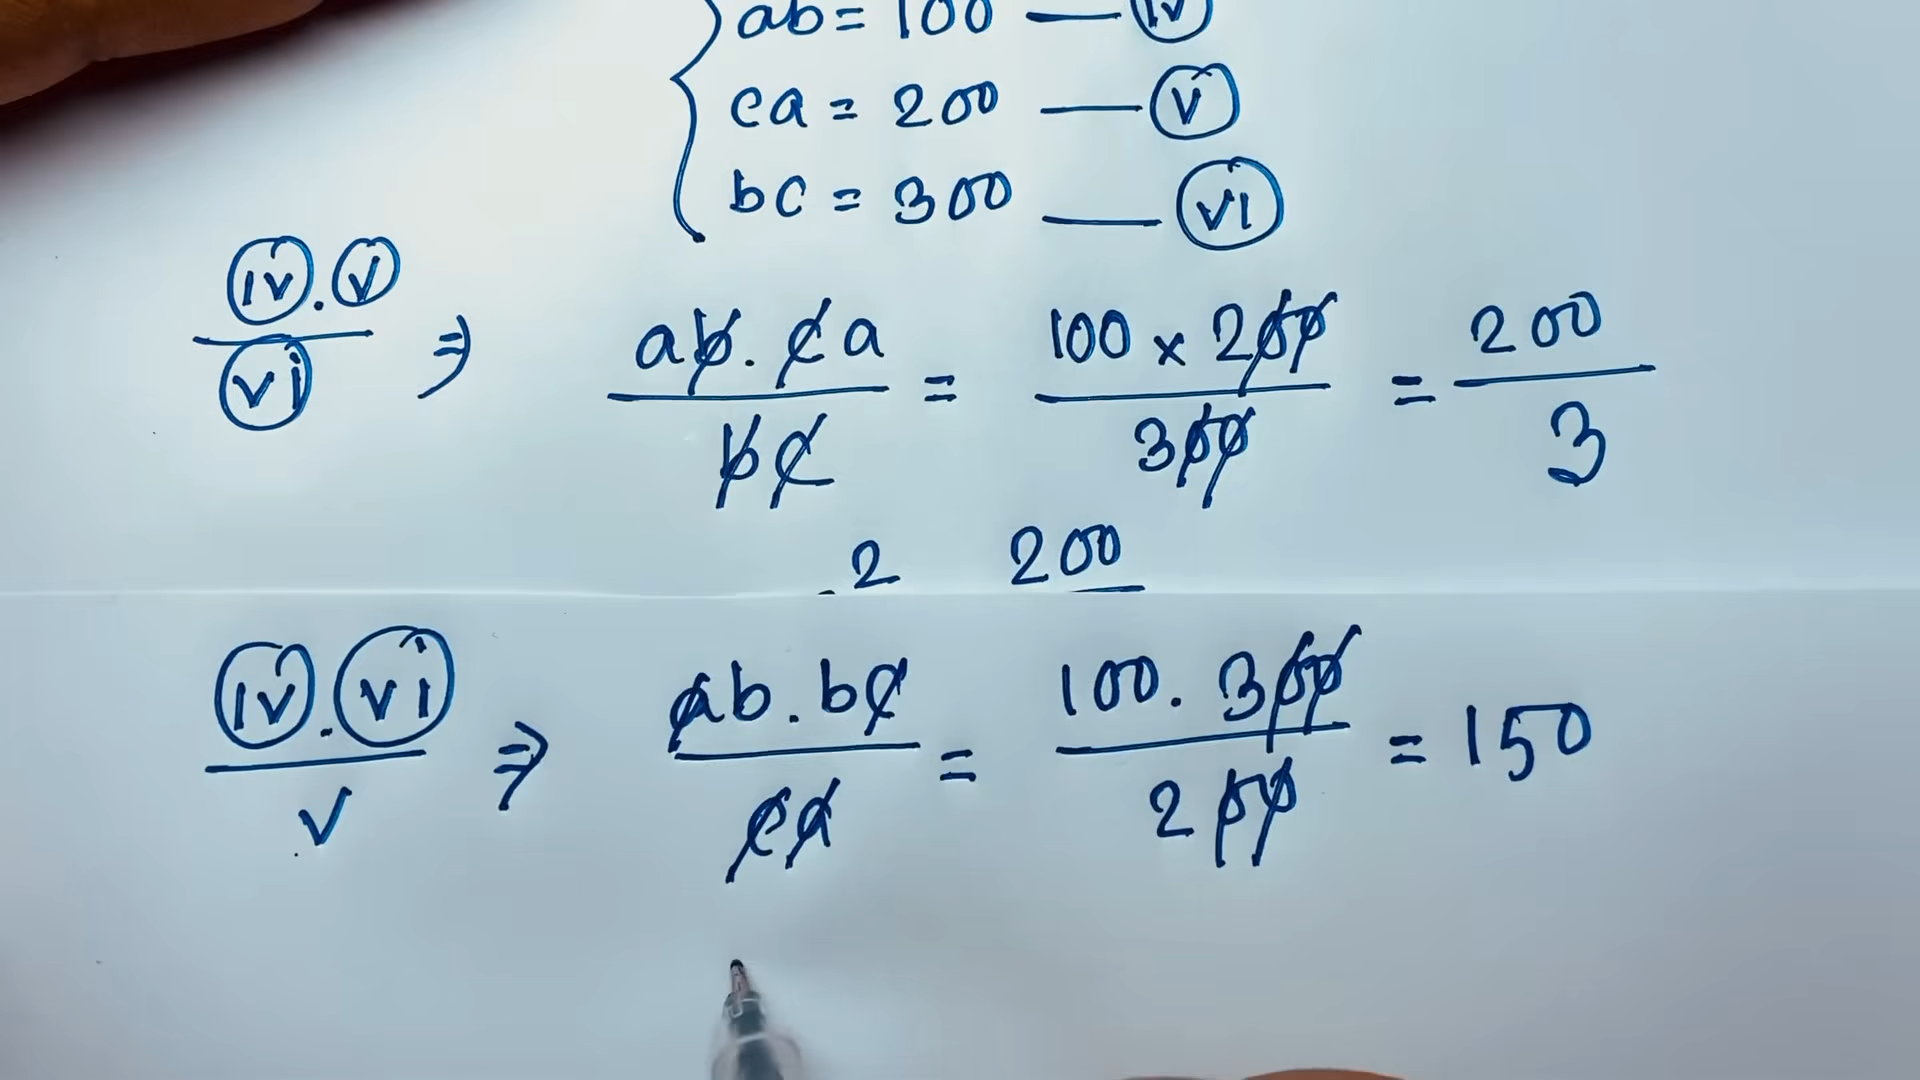 ab = 100 — iv
ca = 200 — v
bc = 300 — vi
iv . v / vi ⇒ ab . ca / bc = 100 × 200 / 300 = 200 / 3
2 200
iv . vi / v ⇒ ab . bc / ca = 100 . 300 / 200 = 150